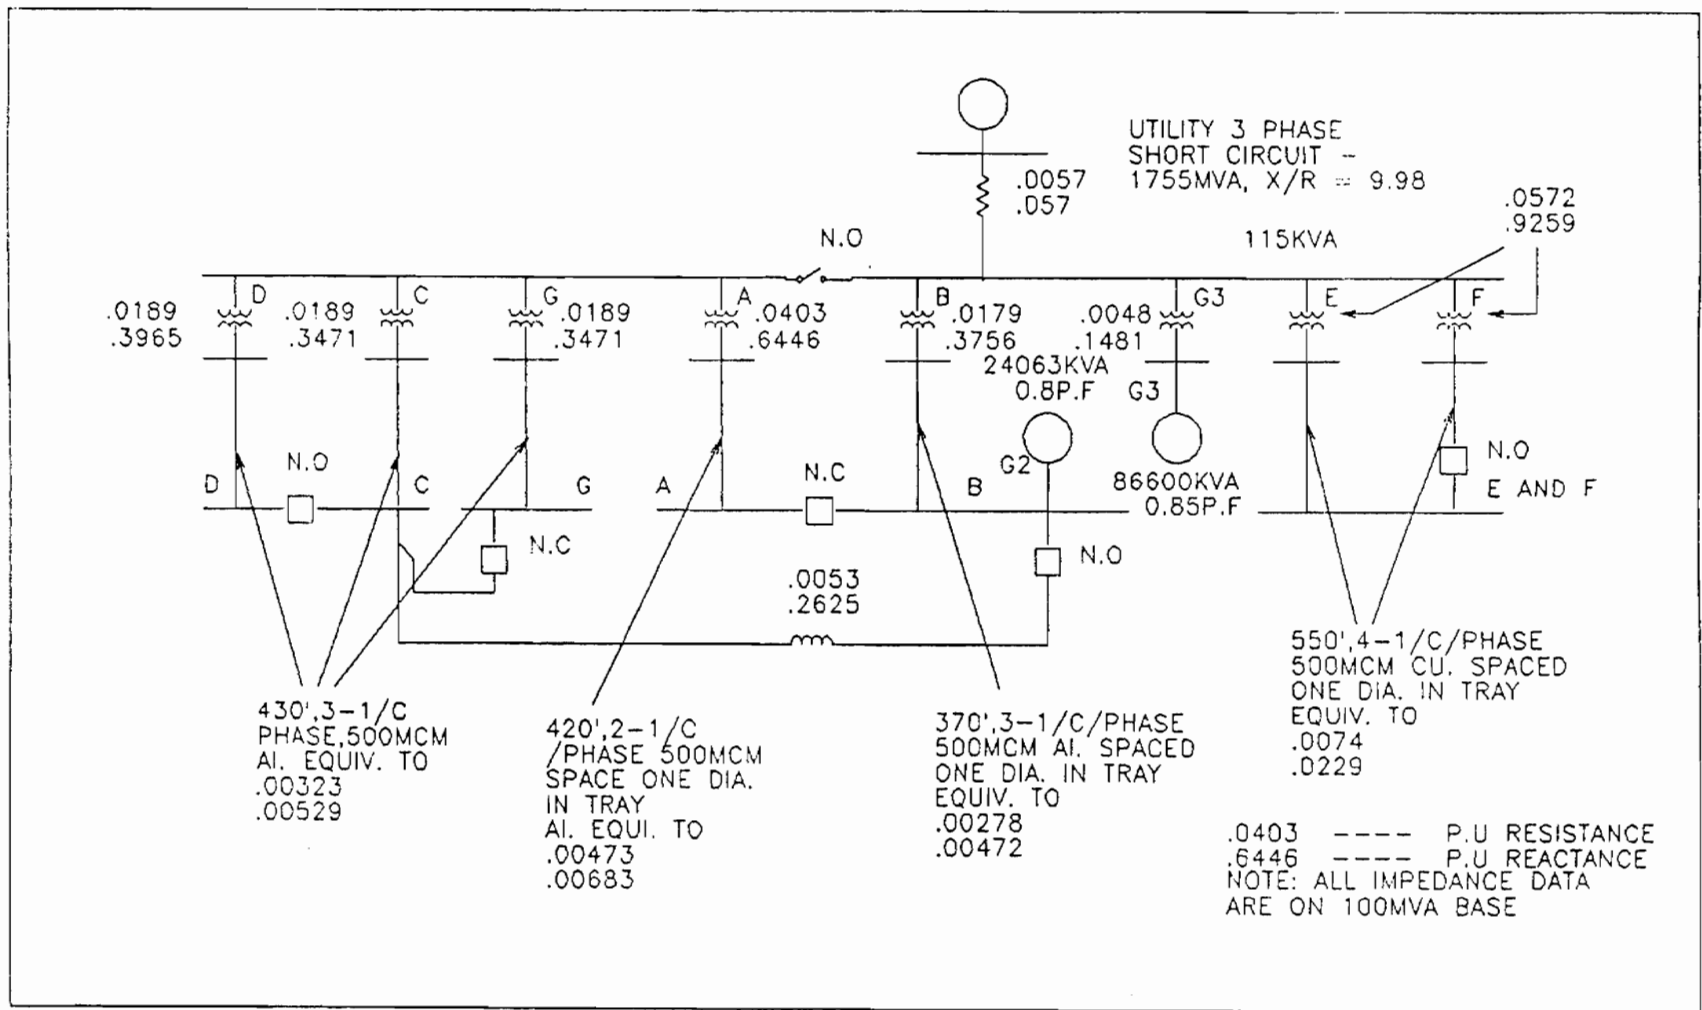 UTILITY 3 PHASE
SHORT CIRCUIT -
1755MVA, X/R = 9.98
.0057
.057
.0572
.9259
N.O
115KVA
D
.0189
.3965
C
.0189
.3471
G
.0189
.3471
A
.0403
.6446
B
.0179
.3756
G3
.0048
.1481
E
F
24063KVA
0.8P.F
G3
G2
86600KVA
0.85P.F
N.O
D
N.O
C
G
A
N.C
B
E AND F
N.C
N.O
.0053
.2625
430',3-1/C
PHASE,500MCM
Al. EQUIV. TO
.00323
.00529
420',2-1/C
/PHASE 500MCM
SPACE ONE DIA.
IN TRAY
Al. EQUI. TO
.00473
.00683
370',3-1/C/PHASE
500MCM Al. SPACED
ONE DIA. IN TRAY
EQUIV. TO
.00278
.00472
550',4-1/C/PHASE
500MCM CU. SPACED
ONE DIA. IN TRAY
EQUIV. TO
.0074
.0229
.0403 ---- P.U RESISTANCE
.6446 ---- P.U REACTANCE
NOTE: ALL IMPEDANCE DATA
ARE ON 100MVA BASE